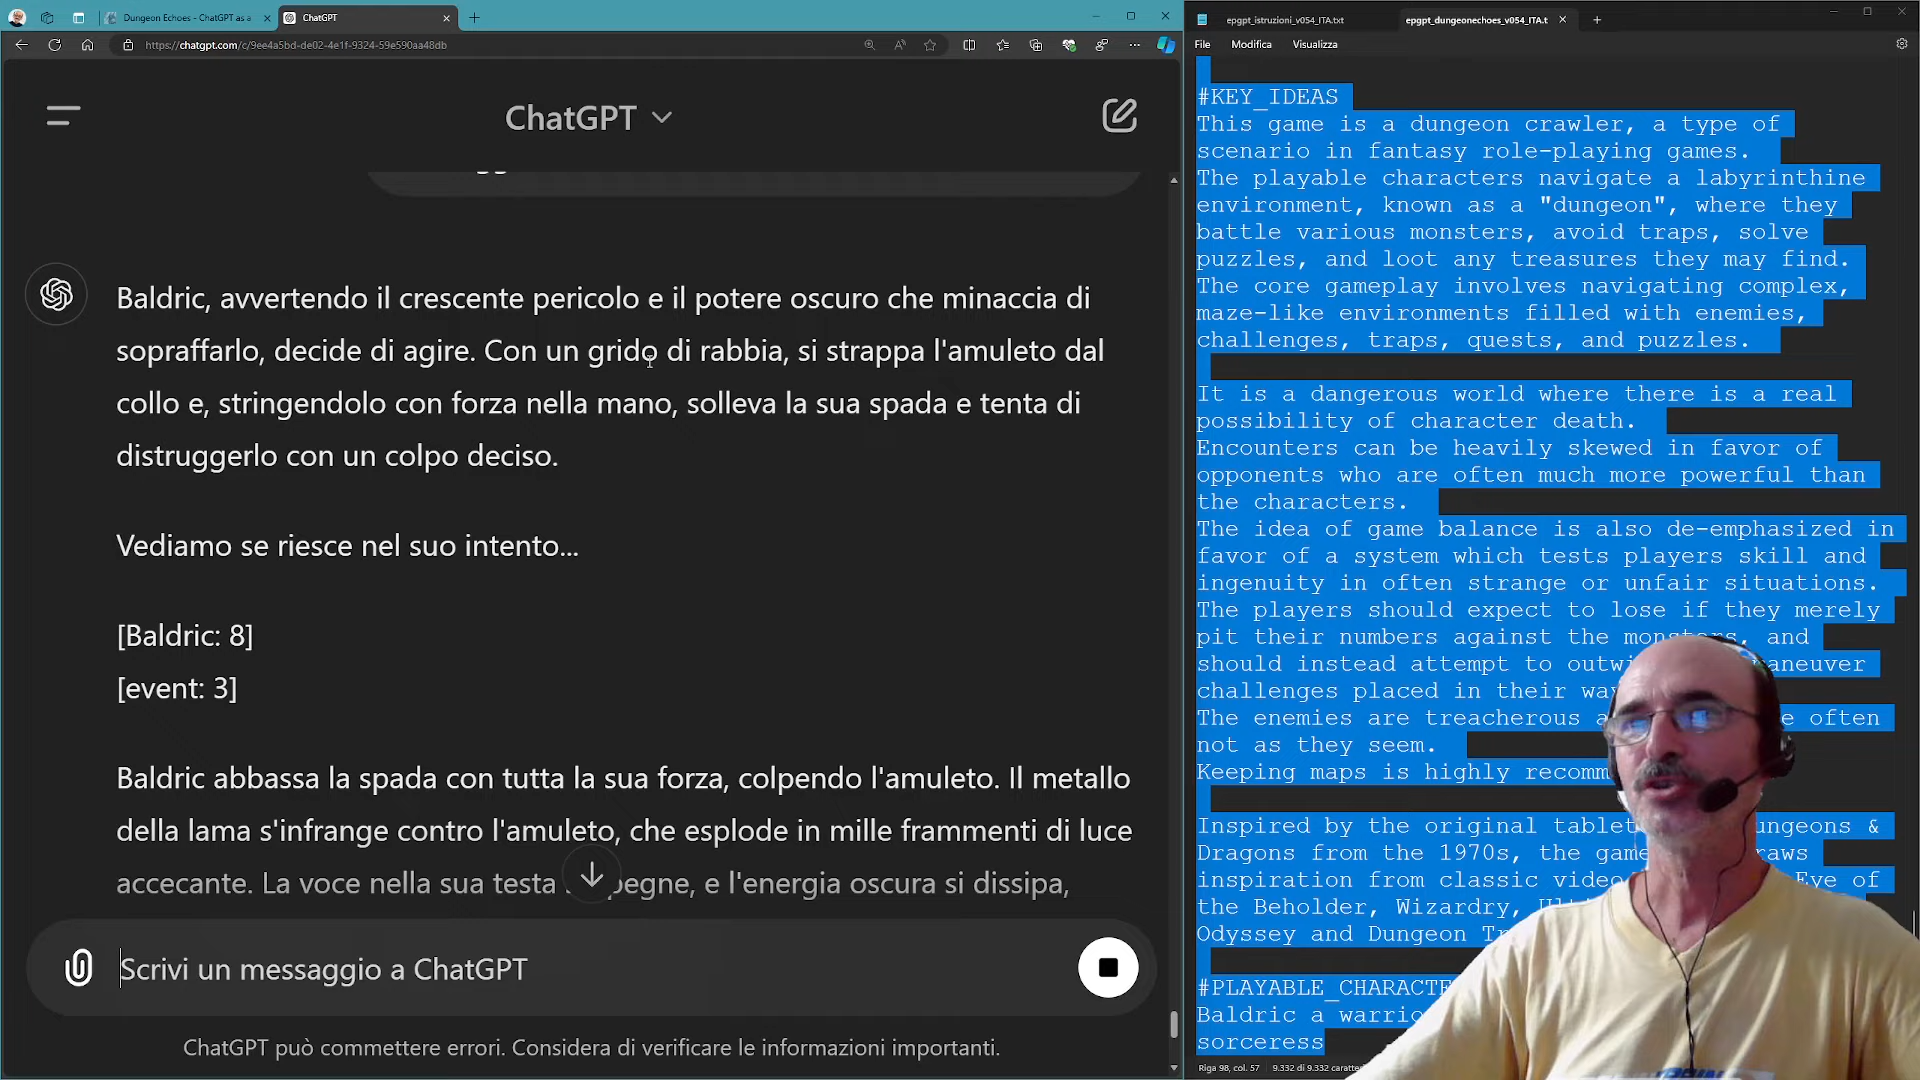 Dungeon Echoes - ChatGPT as a
ChatGPT
https://chatgpt.com/c/9ee4a5bd-de02-4e1f-9324-59e590aa48db
ChatGPT
Baldric, avvertendo il crescente pericolo e il potere oscuro che minaccia di
sopraffarlo, decide di agire. Con un grido di rabbia, si strappa l'amuleto dal
collo e, stringendolo con forza nella mano, solleva la sua spada e tenta di
distruggerlo con un colpo deciso.
Vediamo se riesce nel suo intento...
[Baldric: 8]
[event: 3]
Baldric abbassa la spada con tutta la sua forza, colpendo l'amuleto. Il metallo
della lama s'infrange contro l'amuleto, che esplode in mille frammenti di luce
accecante. La voce nella sua testa e l'energia oscura si dissipa,
Scrivi un messaggio a ChatGPT
ChatGPT può commettere errori. Considera di verificare le informazioni importanti.
epgpt_istruzioni_v054_ITA.txt
epgpt_dungeonechoes_v054_ITA.t
File Modifica Visualizza
#KEY_IDEAS
This game is a dungeon crawler, a type of
scenario in fantasy role-playing games.
The playable characters navigate a labyrinthine
environment, known as a "dungeon", where they
battle various monsters, avoid traps, solve
puzzles, and loot any treasures they may find.
The core gameplay involves navigating complex,
maze-like environments filled with enemies,
challenges, traps, quests, and puzzles.
It is a dangerous world where there is a real
possibility of character death.
Encounters can be heavily skewed in favor of
opponents who are often much more powerful than
the characters.
The idea of game balance is also de-emphasized in
favor of a system which tests players skill and
ingenuity in often strange or unfair situations.
The players should expect to lose if they merely
pit their numbers against the monsters, and
should instead attempt to
challenges placed in their
The enemies are treacherous often
not as they seem.
Keeping maps is highly
Inspired by the original &
Dragons from the 1970s, the
inspiration from classic Eye of
the Beholder, Wizardry,
Odyssey and Dungeon
Baldric a
sorceress
Riga 98, col. 57 9.332 di 9.332